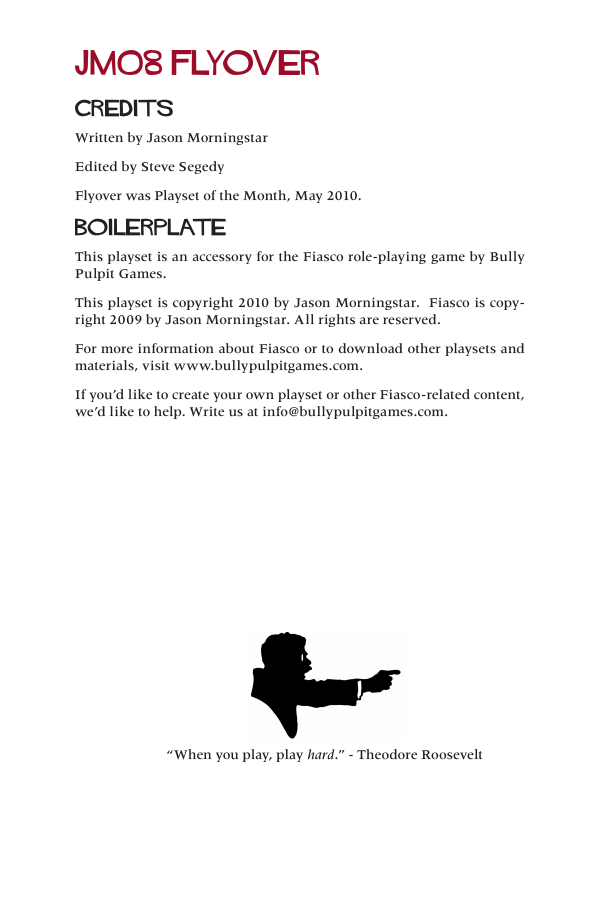 JM08 FLYOVER
CREDITS
Written by Jason Morningstar
Edited by Steve Segedy
Flyover was Playset of the Month, May 2010.
BOILERPLATE
This playset is an accessory for the Fiasco role-playing game by Bully
Pulpit Games.
This playset is copyright 2010 by Jason Morningstar.  Fiasco is copy-
right 2009 by Jason Morningstar. All rights are reserved.
For more information about Fiasco or to download other playsets and
materials, visit www.bullypulpitgames.com.
If you’d like to create your own playset or other Fiasco-related content,
we’d like to help. Write us at info@bullypulpitgames.com.
“When you play, play hard.” - Theodore Roosevelt